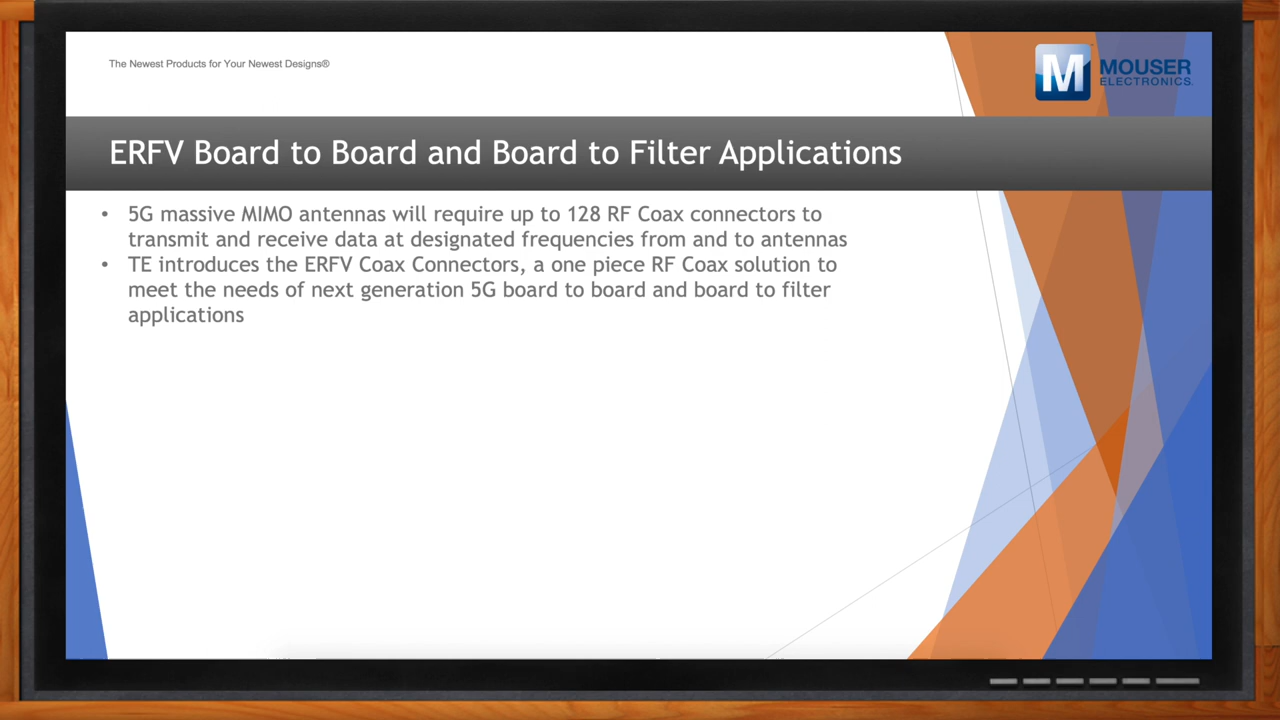 The Newest Products for Your Newest Designs®
M MOUSER
ELECTRONICS
ERFV Board to Board and Board to Filter Applications
• 5G massive MIMO antennas will require up to 128 RF Coax connectors to
transmit and receive data at designated frequencies from and to antennas
• TE introduces the ERFV Coax Connectors, a one piece RF Coax solution to
meet the needs of next generation 5G board to board and board to filter
applications